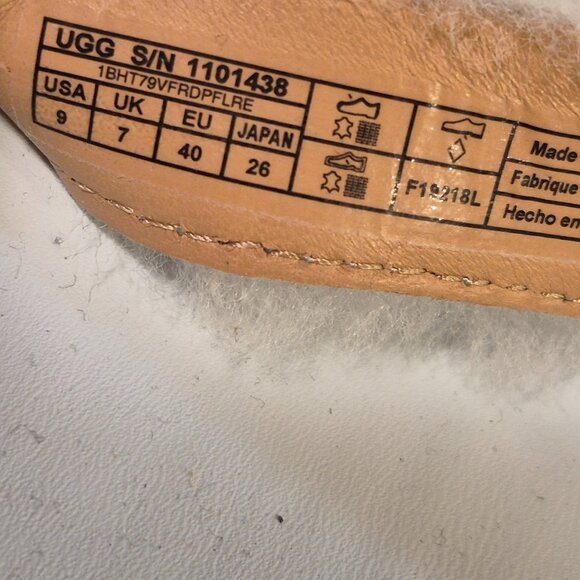 UGG S/N 1101438
1BHT79VFRDPFLRE
USA UK EU JAPAN
9 7 40 26
F19218L
Made
Fabrique
Hecho en